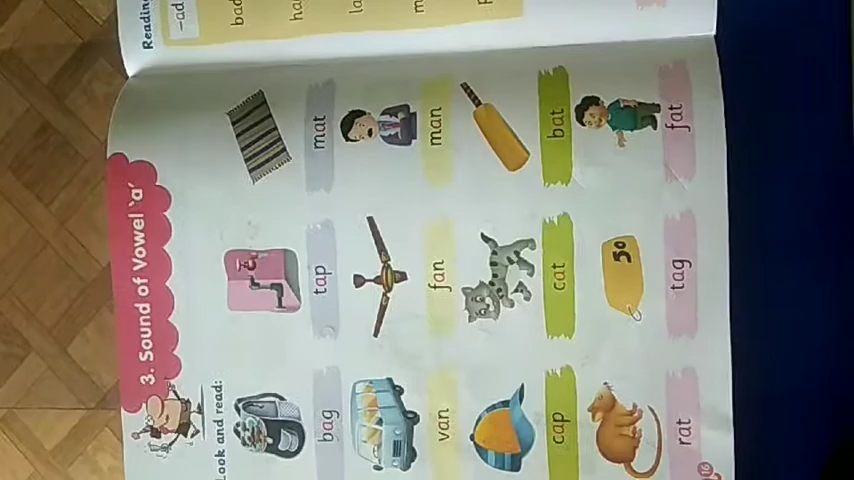 Reading
-ad
3. Sound of Vowel 'a'
Look and read:
bag tap mat
van fan man
cap cat bat
50
rat tag fat
16